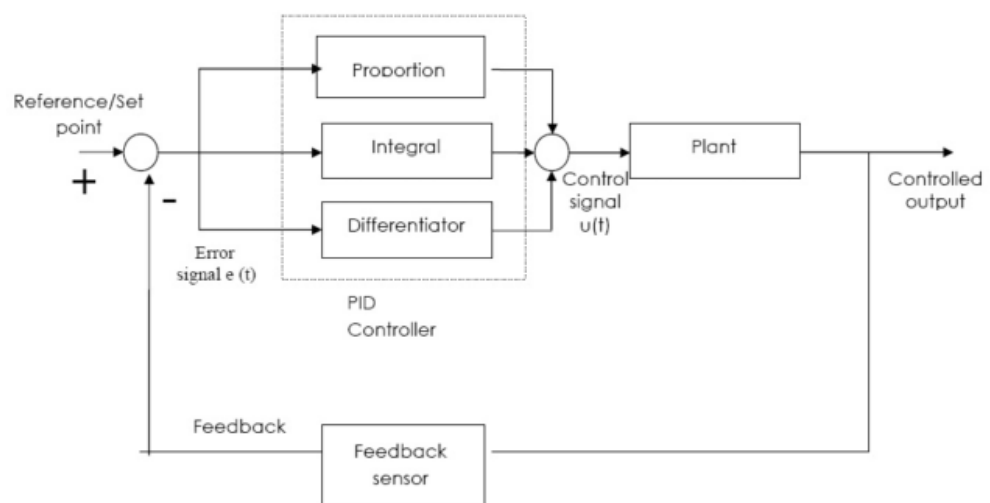 Proportion
Reference/Set
point
Integral
Plant
+
-
Control
signal
u(t)
Controlled
output
Differentiator
Error
signal e (t)
PID
Controller
Feedback
Feedback
sensor